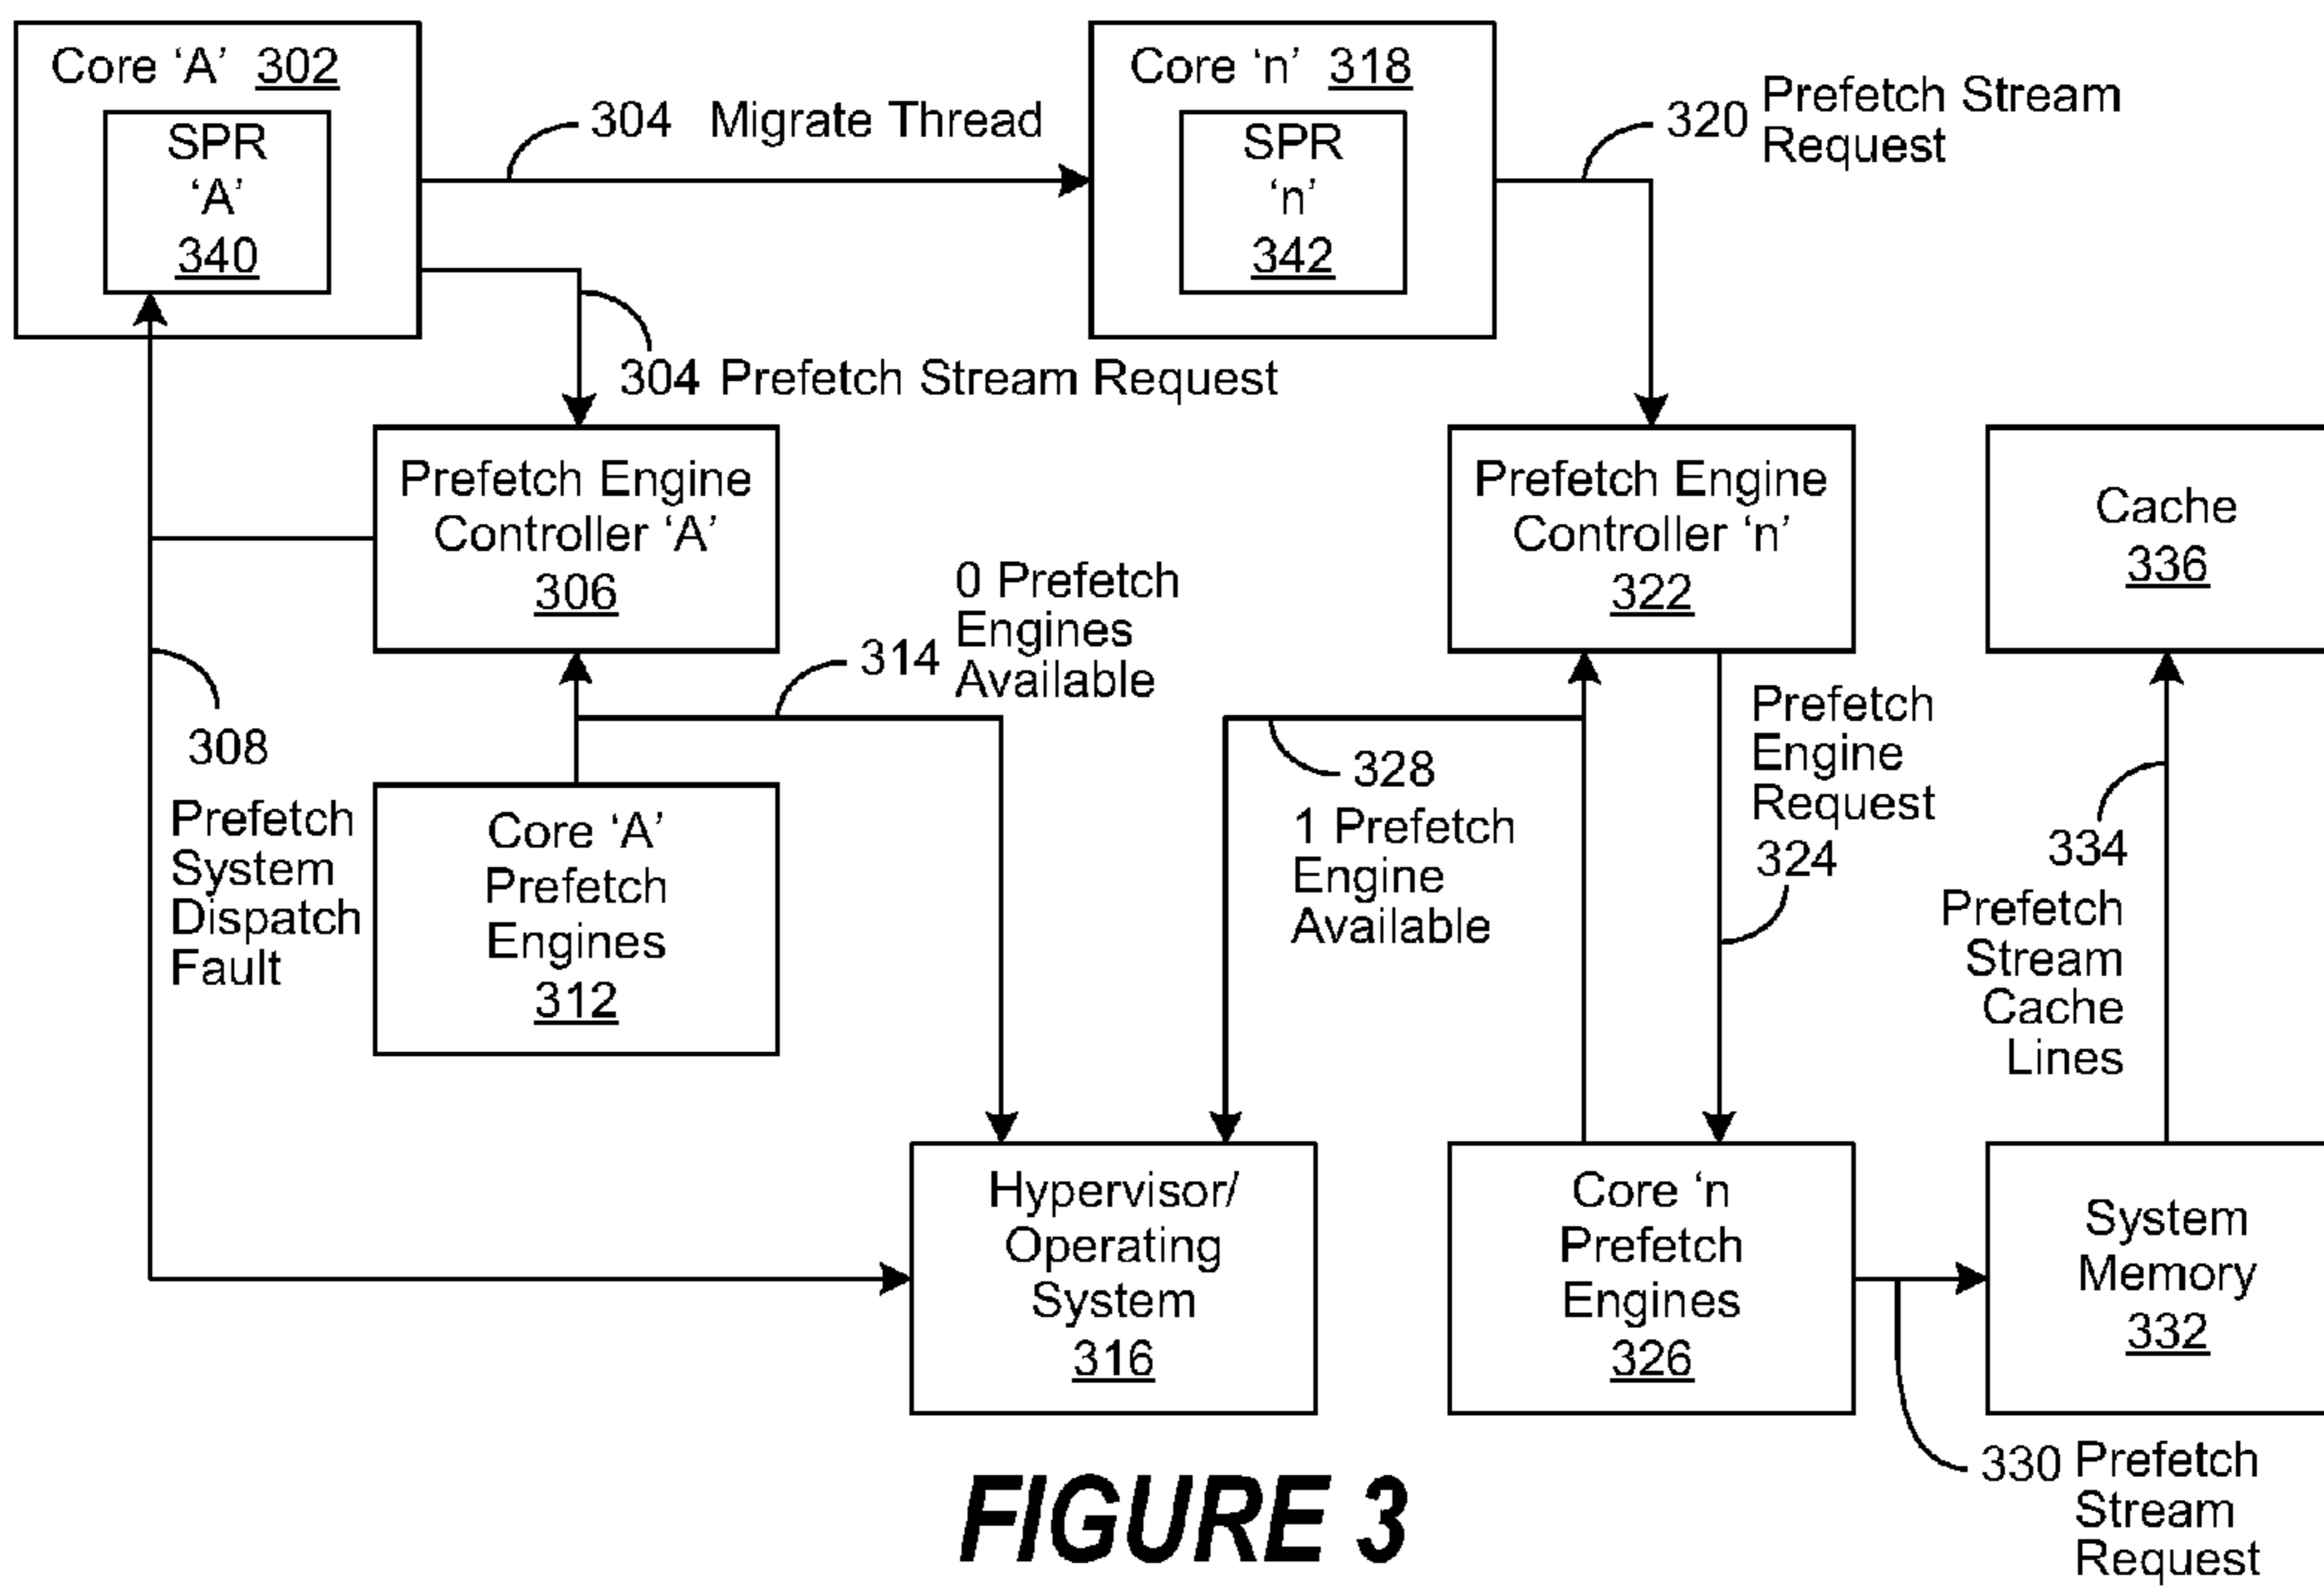 Core ‘A’ 302
SPR
‘A’
340
304 Migrate Thread
Core ‘n’ 318
SPR
‘n’
342
320 Prefetch Stream
Request
304 Prefetch Stream Request
Prefetch Engine
Controller ‘A’
306
Prefetch Engine
Controller ‘n’
322
Cache
336
314 0 Prefetch
Engines
Available
308
Prefetch
System
Dispatch
Fault
Core ‘A’
Prefetch
Engines
312
328
1 Prefetch
Engine
Available
Prefetch
Engine
Request
324
334
Prefetch
Stream
Cache
Lines
Hypervisor/
Operating
System
316
Core ‘n
Prefetch
Engines
326
System
Memory
332
330 Prefetch
Stream
Request
FIGURE 3